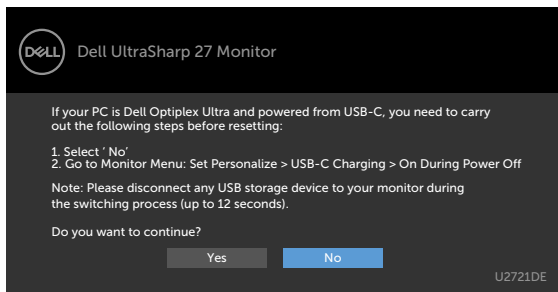 DELL
Dell UltraSharp 27 Monitor
If your PC is Dell Optiplex Ultra and powered from USB-C, you need to carry
out the following steps before resetting:
1. Select ‘ No’
2. Go to Monitor Menu: Set Personalize > USB-C Charging > On During Power Off
Note: Please disconnect any USB storage device to your monitor during
the switching process (up to 12 seconds).
Do you want to continue?
Yes No
U2721DE